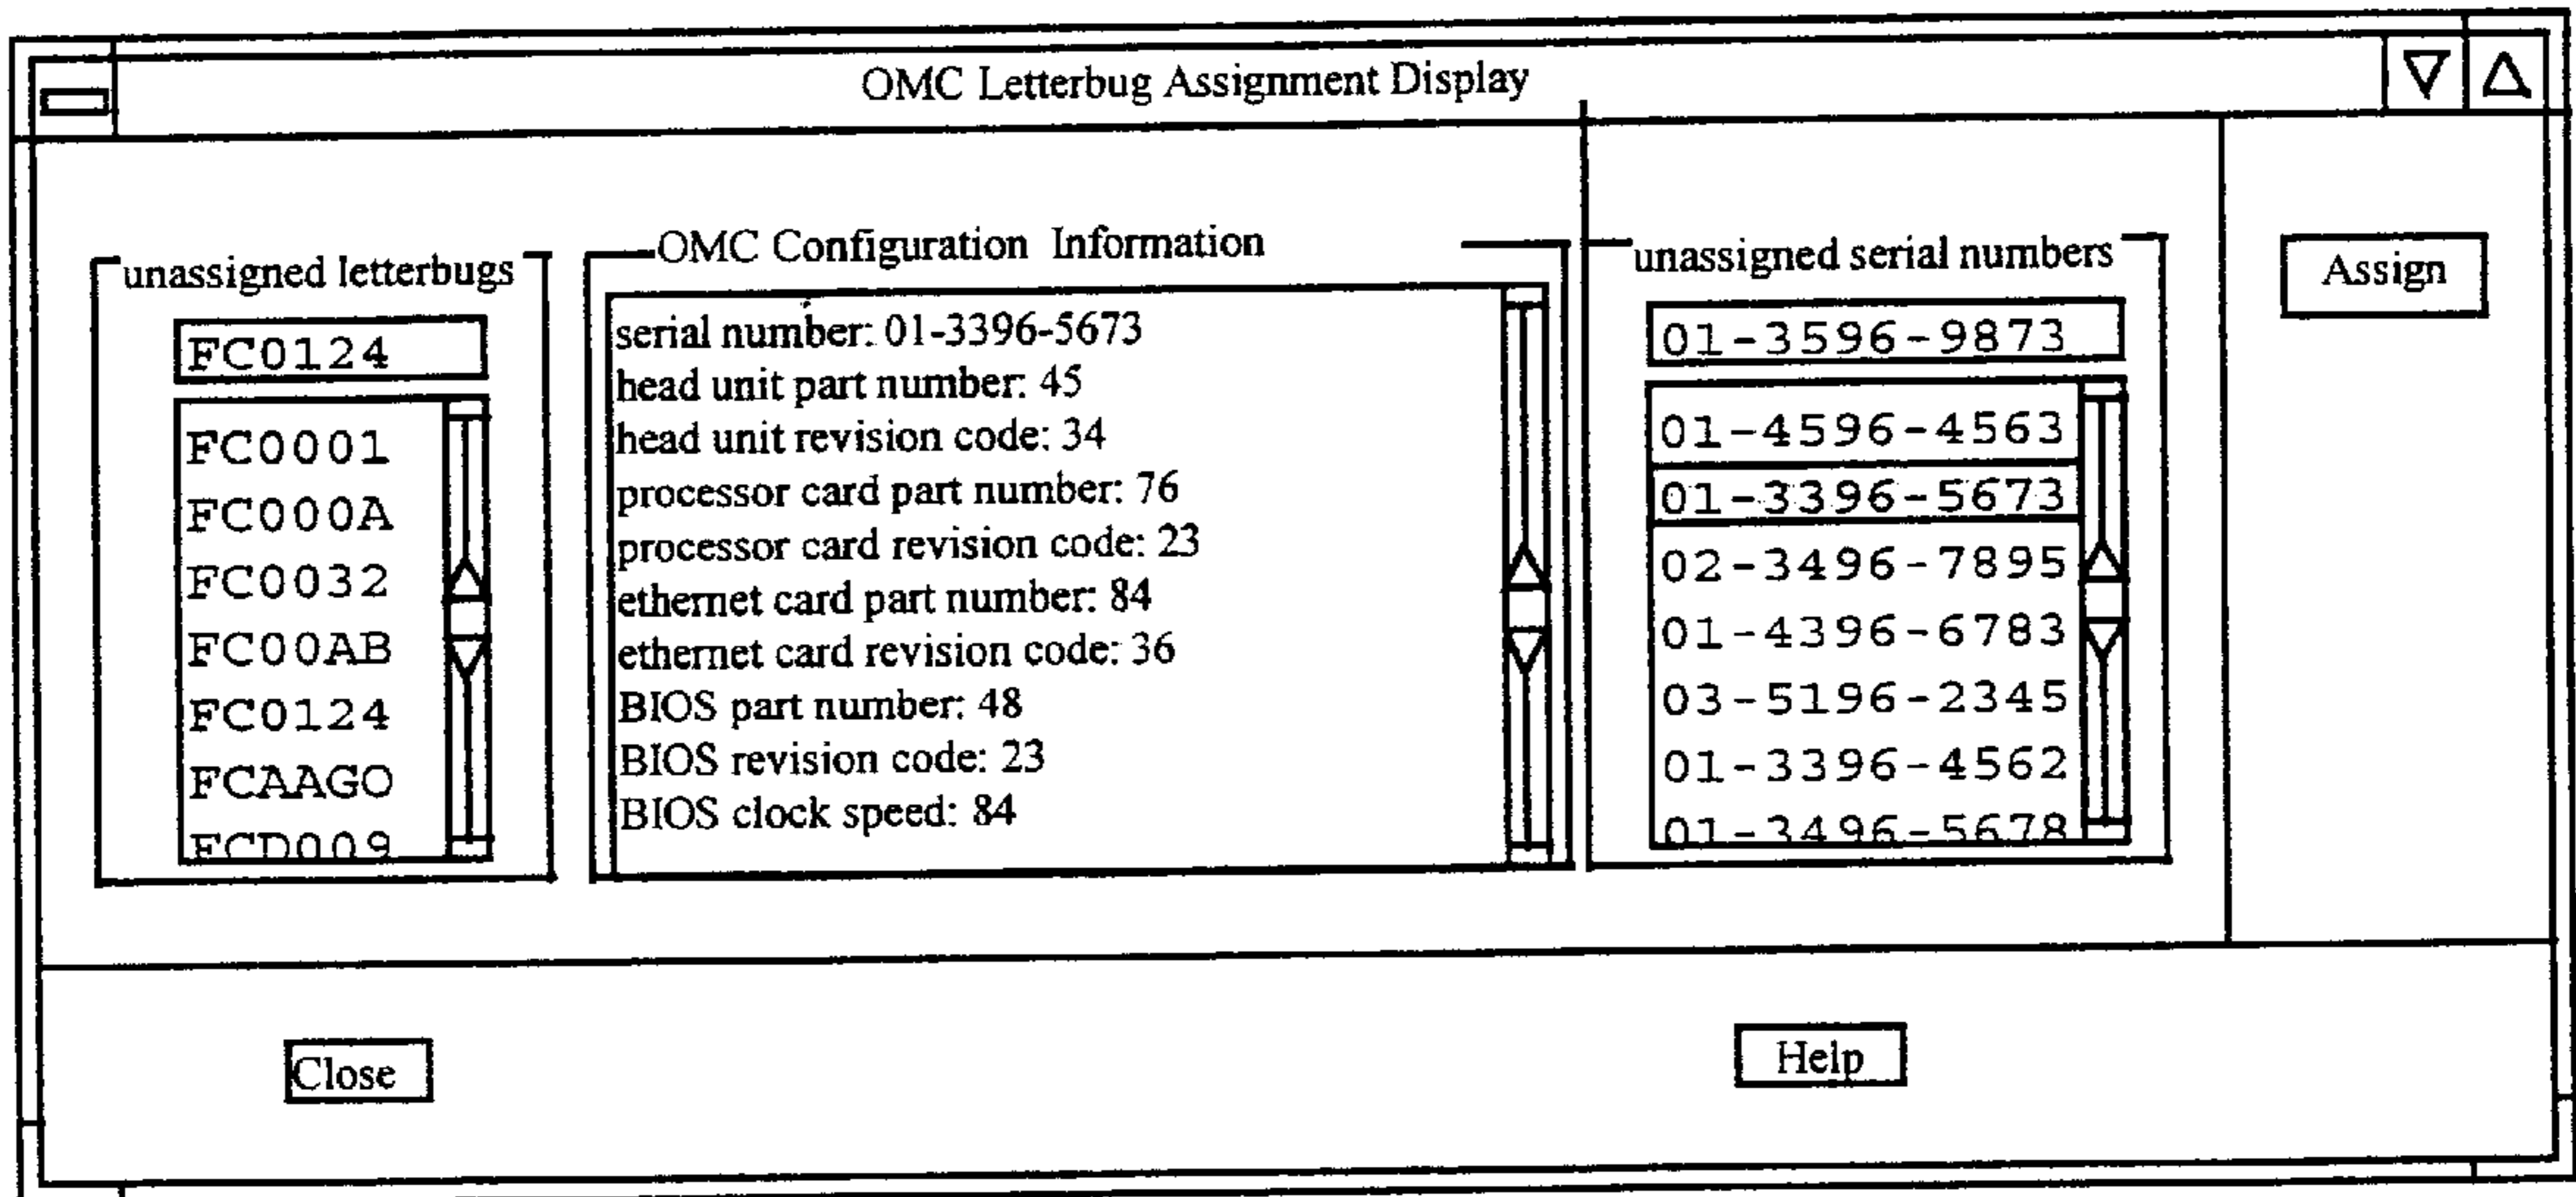 OMC Letterbug Assignment Display
unassigned letterbugs
FC0124
FC0001
FC000A
FC0032
FC00AB
FC0124
FCAAGO
FCD009
OMC Configuration Information
serial number: 01-3396-5673
head unit part number: 45
head unit revision code: 34
processor card part number: 76
processor card revision code: 23
ethernet card part number: 84
ethernet card revision code: 36
BIOS part number: 48
BIOS revision code: 23
BIOS clock speed: 84
unassigned serial numbers
01-3596-9873
01-4596-4563
01-3396-5673
02-3496-7895
01-4396-6783
03-5196-2345
01-3396-4562
01-3496-5678
Assign
Close
Help